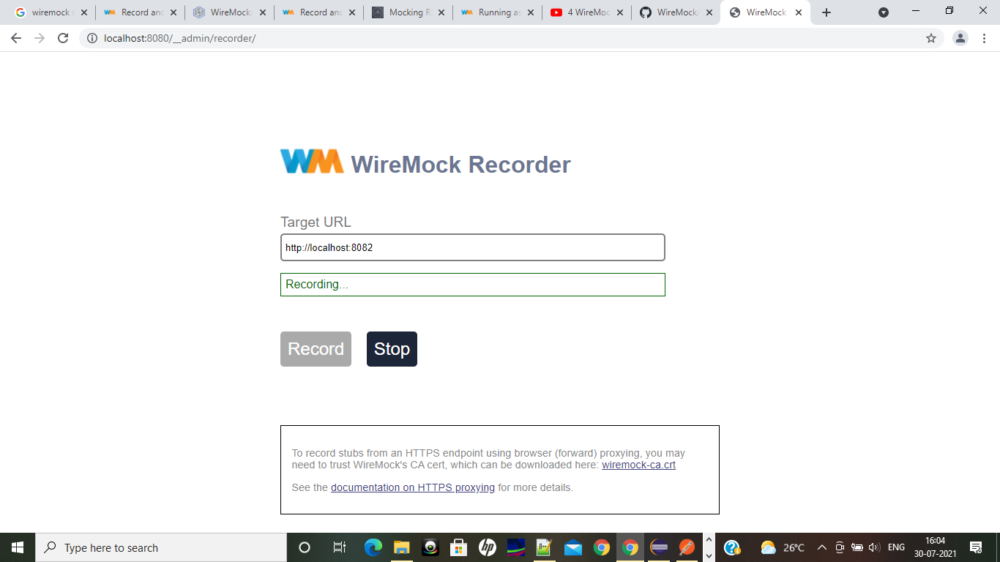 wiremock
Record and
WireMock:
Record and
Mocking R
Running as
4 WireMoc
WireMock/
WireMock
localhost:8080/__admin/recorder/
WM WireMock Recorder
Target URL
http://localhost:8082
Recording...
Record Stop
To record stubs from an HTTPS endpoint using browser (forward) proxying, you may
need to trust WireMock's CA cert, which can be downloaded here: wiremock-ca.crt
See the documentation on HTTPS proxying for more details.
Type here to search
26°C
ENG
16:04
30-07-2021